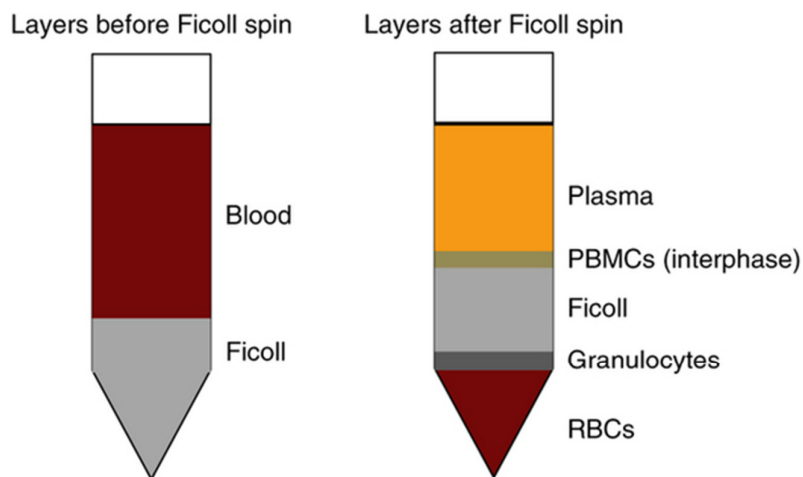 Layers before Ficoll spin
Blood
Ficoll
Layers after Ficoll spin
Plasma
PBMCs (interphase)
Ficoll
Granulocytes
RBCs